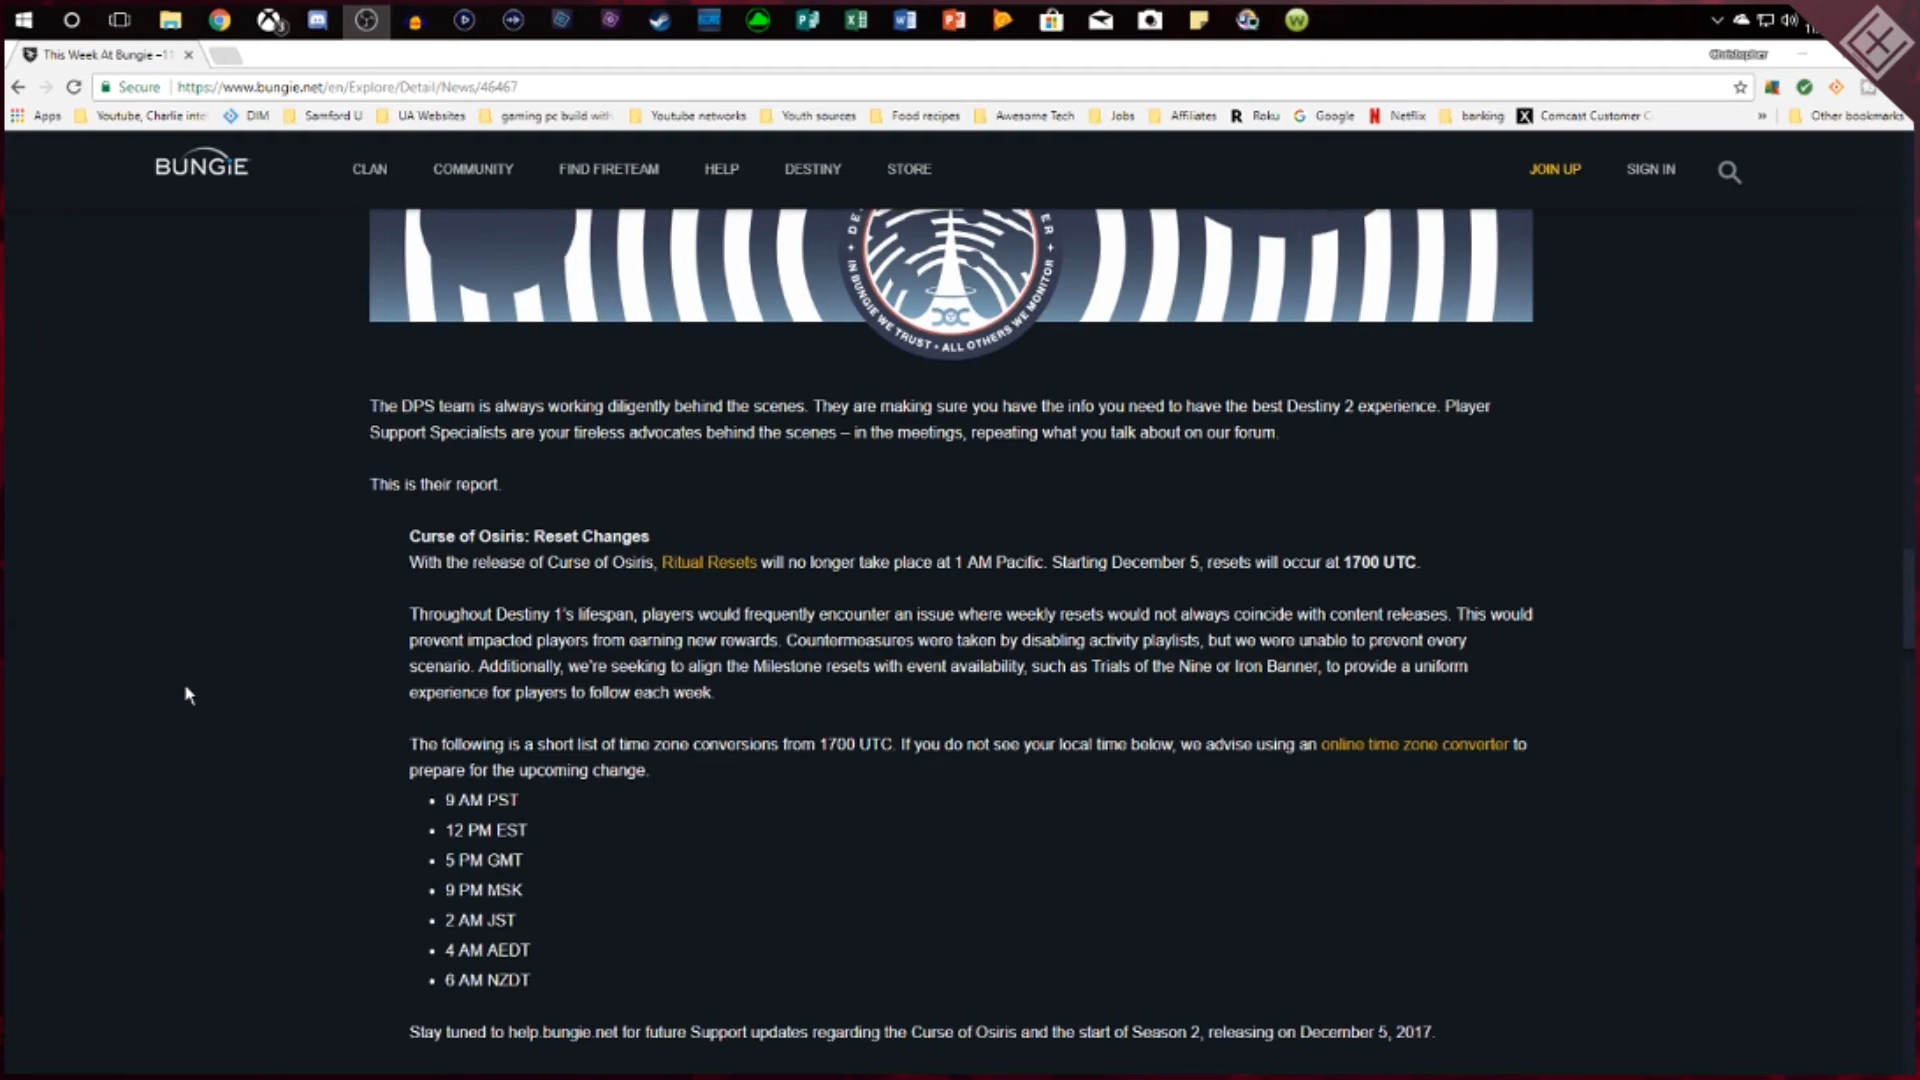 This Week At Bungie –11
Christopher
Secure https://www.bungie.net/en/Explore/Detail/News/46467
Apps Youtube, Charlie inte DIM Samford U UA Websites gaming pc build with Youtube networks Youth sources Food recipes Awesome Tech Jobs Affiliates Roku Google Netflix banking Comcast Customer C » Other bookmarks
BUNGiE CLAN COMMUNITY FIND FIRETEAM HELP DESTINY STORE JOIN UP SIGN IN
IN BUNGIE WE TRUST • ALL OTHERS WE MONITOR
The DPS team is always working diligently behind the scenes. They are making sure you have the info you need to have the best Destiny 2 experience. Player
Support Specialists are your tireless advocates behind the scenes – in the meetings, repeating what you talk about on our forum.
This is their report.
Curse of Osiris: Reset Changes
With the release of Curse of Osiris, Ritual Resets will no longer take place at 1 AM Pacific. Starting December 5, resets will occur at 1700 UTC.
Throughout Destiny 1's lifespan, players would frequently encounter an issue where weekly resets would not always coincide with content releases. This would
prevent impacted players from earning new rewards. Countermeasures were taken by disabling activity playlists, but we were unable to prevent every
scenario. Additionally, we're seeking to align the Milestone resets with event availability, such as Trials of the Nine or Iron Banner, to provide a uniform
experience for players to follow each week.
The following is a short list of time zone conversions from 1700 UTC. If you do not see your local time below, we advise using an online time zone converter to
prepare for the upcoming change.
• 9 AM PST
• 12 PM EST
• 5 PM GMT
• 9 PM MSK
• 2 AM JST
• 4 AM AEDT
• 6 AM NZDT
Stay tuned to help.bungie.net for future Support updates regarding the Curse of Osiris and the start of Season 2, releasing on December 5, 2017.